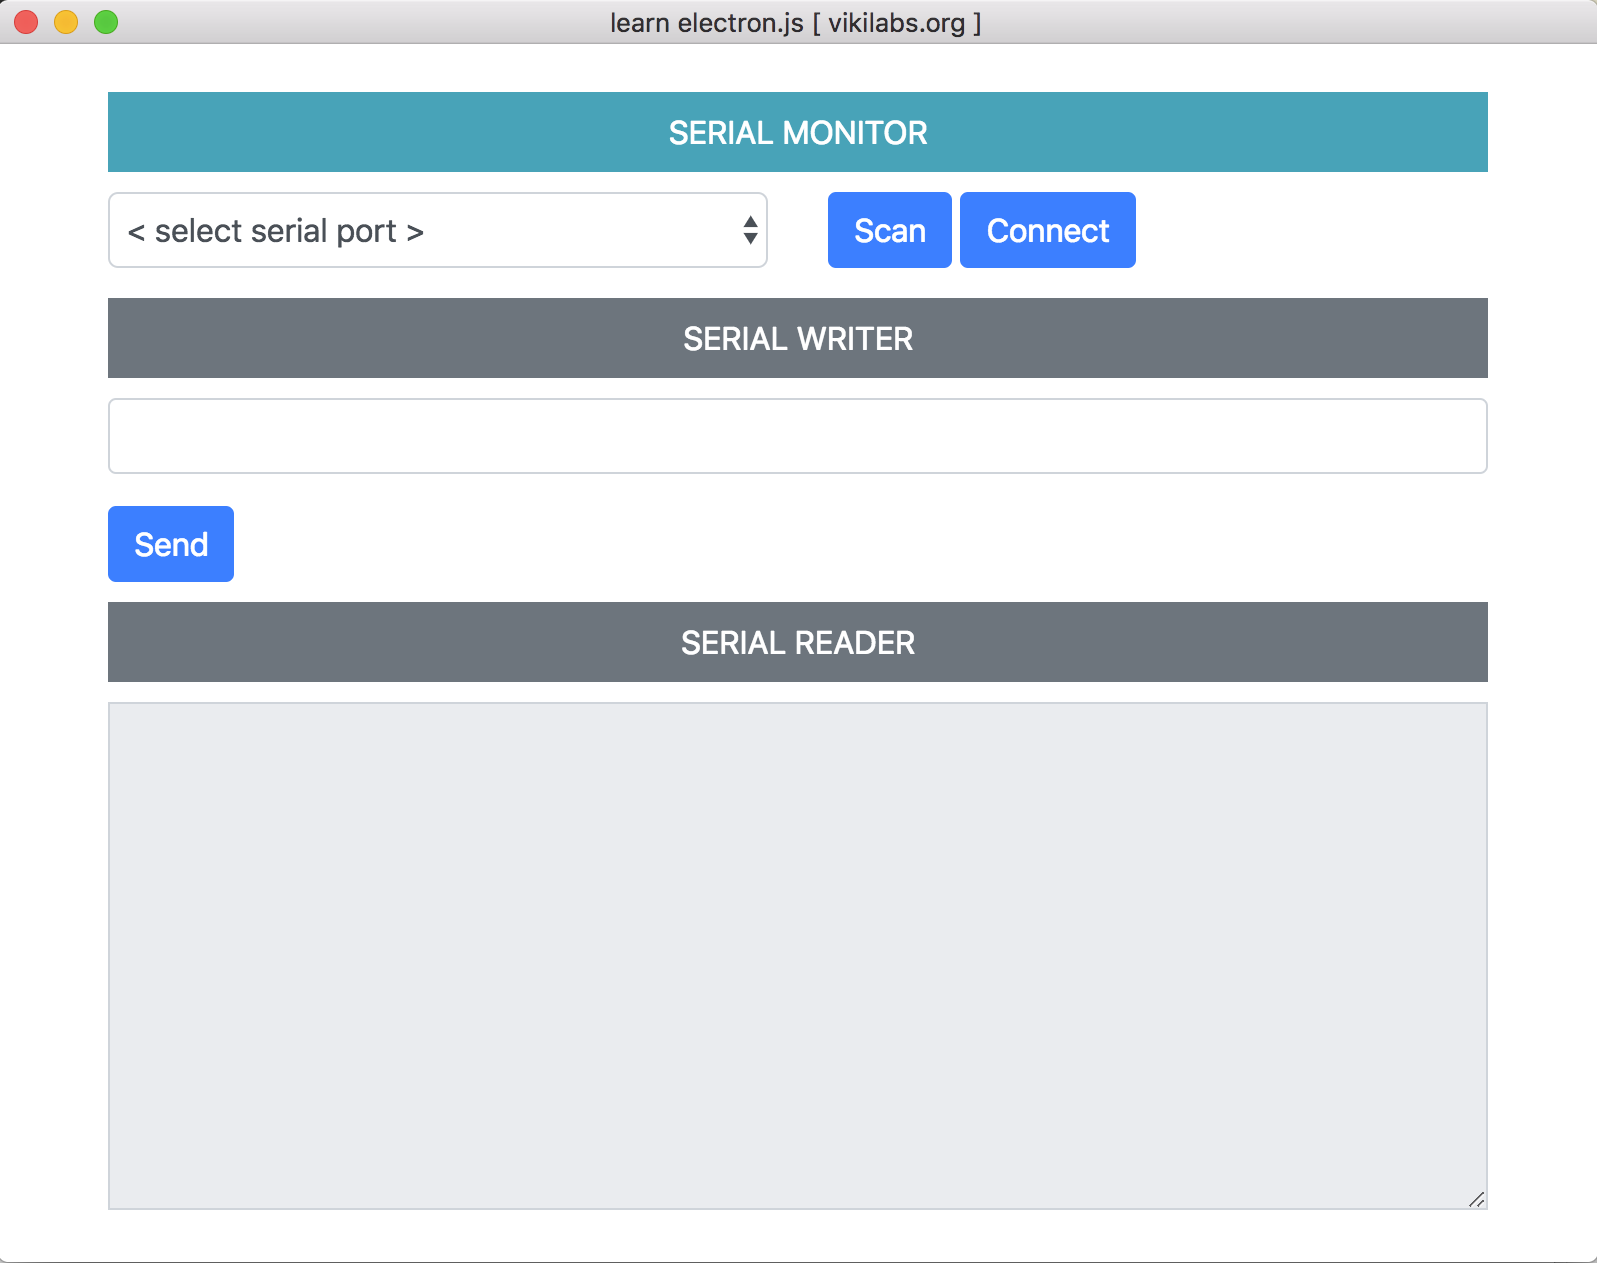 learn electron.js [ vikilabs.org ]
SERIAL MONITOR
< select serial port >
Scan
Connect
SERIAL WRITER
Send
SERIAL READER